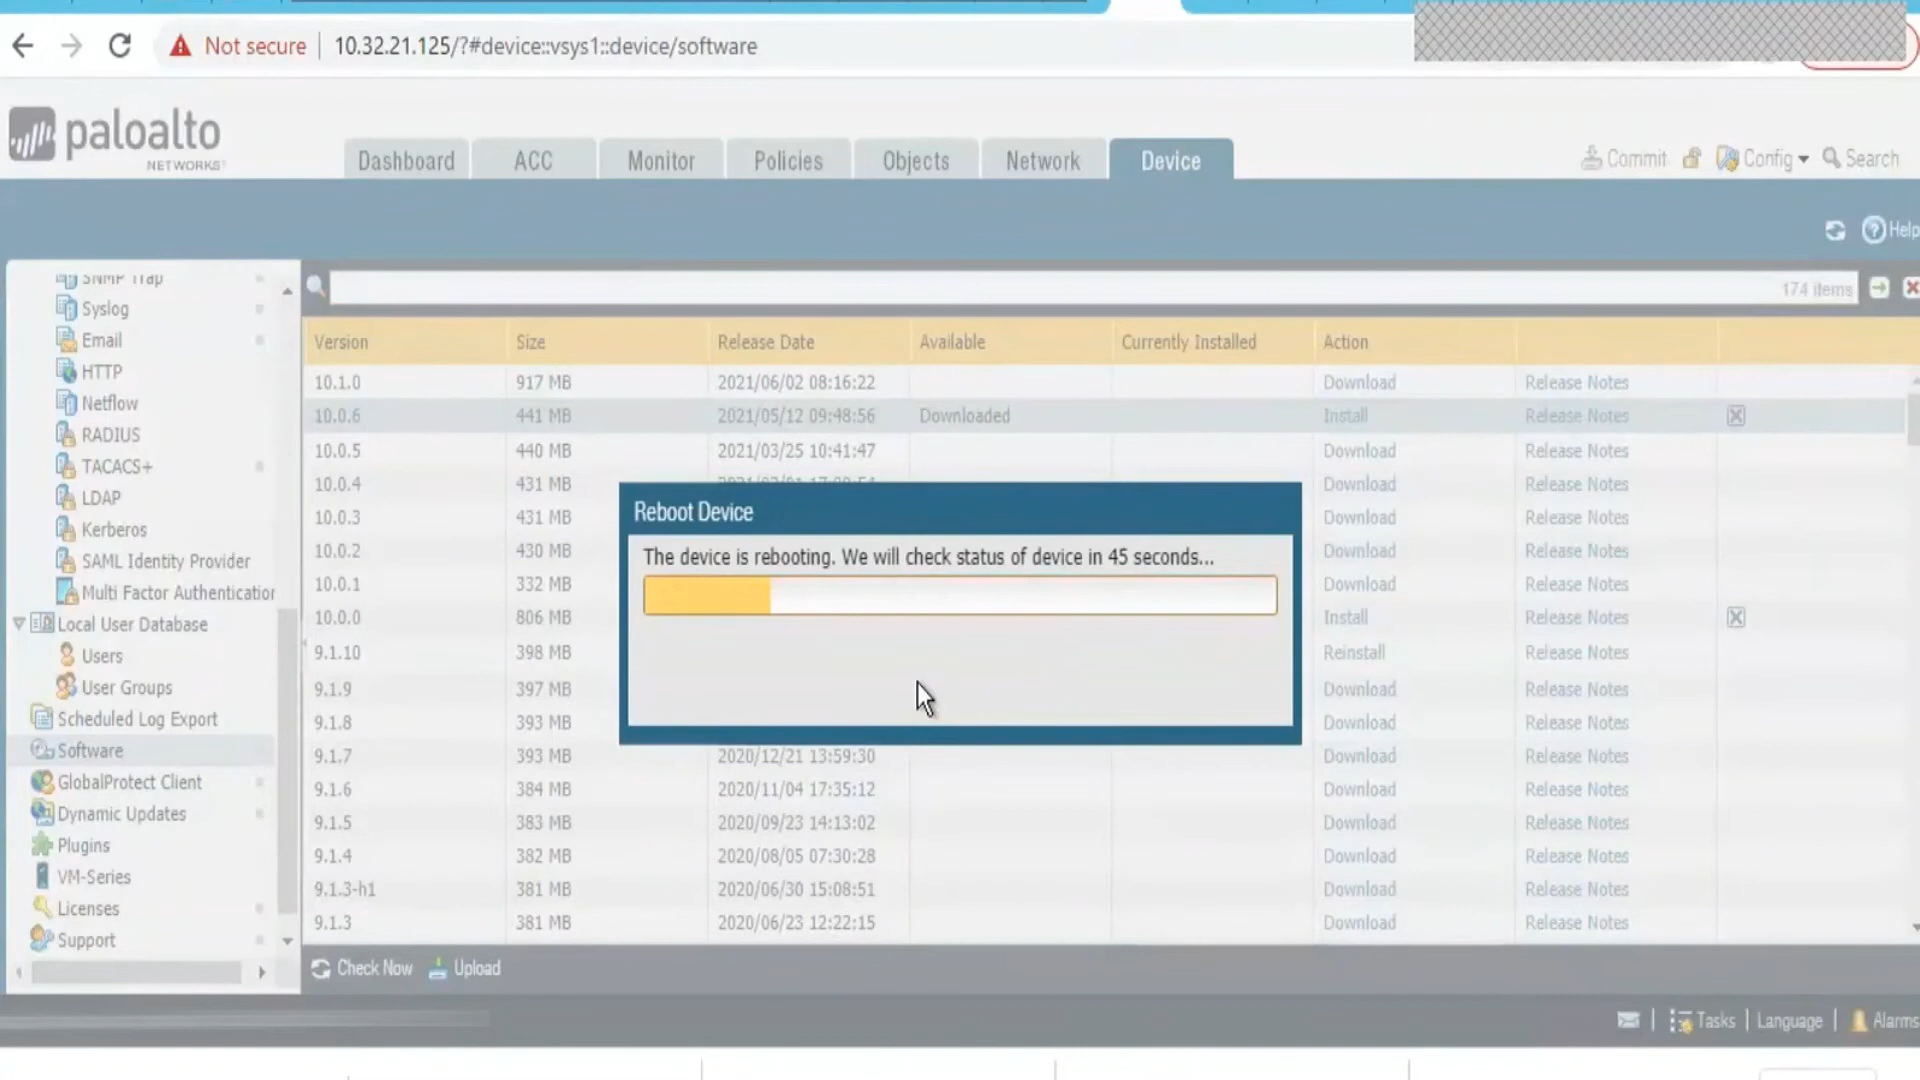 Not secure 10.32.21.125/?#device::vsys1::device/software
paloalto
NETWORKS
Dashboard ACC Monitor Policies Objects Network Device
Commit Config Search
Help
SNMP Trap
Syslog
Email
HTTP
Netflow
RADIUS
TACACS+
LDAP
Kerberos
SAML Identity Provider
Multi Factor Authentication
Local User Database
Users
User Groups
Scheduled Log Export
Software
GlobalProtect Client
Dynamic Updates
Plugins
VM-Series
Licenses
Support
174 items
Version Size Release Date Available Currently Installed Action
10.1.0 917 MB 2021/06/02 08:16:22 Download Release Notes
10.0.6 441 MB 2021/05/12 09:48:56 Downloaded Install Release Notes
10.0.5 440 MB 2021/03/25 10:41:47 Download Release Notes
10.0.4 431 MB Download Release Notes
10.0.3 431 MB Download Release Notes
10.0.2 430 MB Download Release Notes
10.0.1 332 MB Download Release Notes
10.0.0 806 MB Install Release Notes
9.1.10 398 MB Reinstall Release Notes
9.1.9 397 MB Download Release Notes
9.1.8 393 MB Download Release Notes
9.1.7 393 MB 2020/12/21 13:59:30 Download Release Notes
9.1.6 384 MB 2020/11/04 17:35:12 Download Release Notes
9.1.5 383 MB 2020/09/23 14:13:02 Download Release Notes
9.1.4 382 MB 2020/08/05 07:30:28 Download Release Notes
9.1.3-h1 381 MB 2020/06/30 15:08:51 Download Release Notes
9.1.3 381 MB 2020/06/23 12:22:15 Download Release Notes
Reboot Device
The device is rebooting. We will check status of device in 45 seconds...
Check Now Upload
Tasks | Language | Alarms